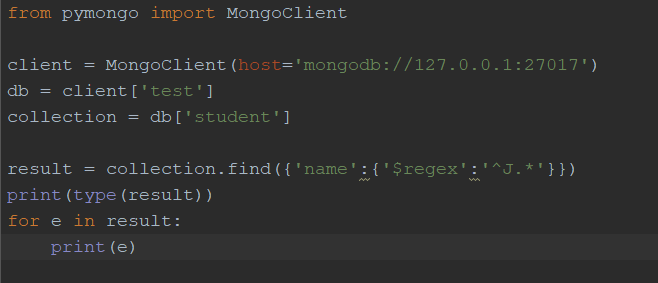 from pymongo import MongoClient
client = MongoClient(host='mongodb://127.0.0.1:27017')
db = client['test']
collection = db['student']
result = collection.find({'name':{'$regex':'^J.*'}})
print(type(result))
for e in result:
    print(e)